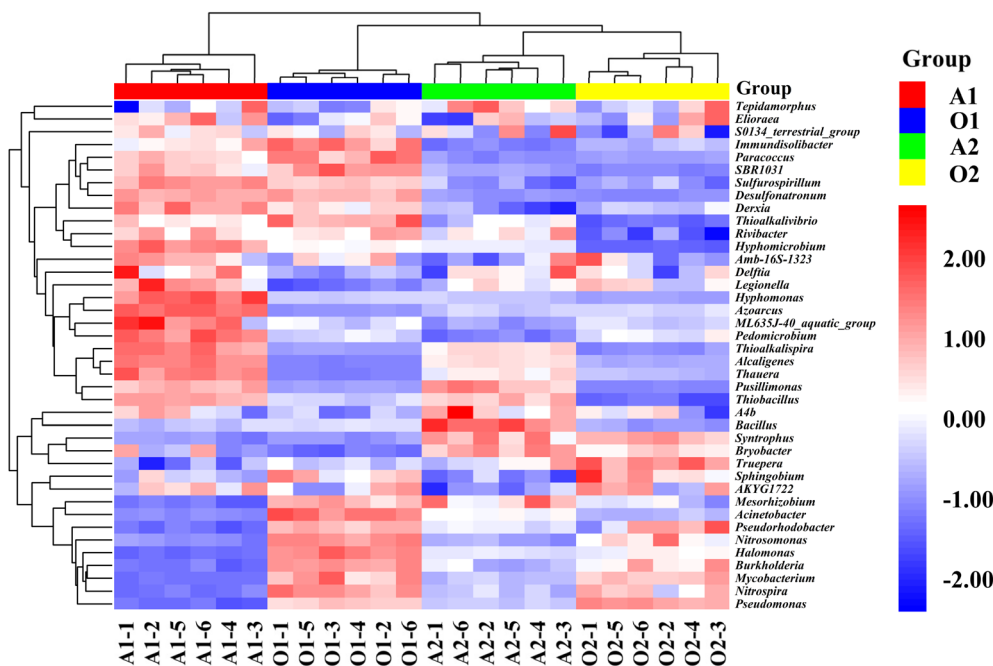 Group
Group
A1
O1
A2
O2
Tepidamorphus
Elioraea
S0134_terrestrial_group
Immundisolibacter
Paracoccus
SBR1031
Sulfurospirillum
Desulfonatronum
Derxia
Thioalkalivibrio
Rivibacter
Hyphomicrobium
Amb-16S-1323
Delftia
Legionella
Hyphomonas
Azoarcus
ML635J-40_aquatic_group
Pedomicrobium
Thioalkalispira
Alcaligenes
Thauera
Pusillimonas
Thiobacillus
A4b
Bacillus
Syntrophus
Bryobacter
Truepera
Sphingobium
AKYG1722
Mesorhizobium
Acinetobacter
Pseudorhodobacter
Nitrosomonas
Halomonas
Burkholderia
Mycobacterium
Nitrospira
Pseudomonas
2.00
1.00
0.00
-1.00
-2.00
A1-1
A1-2
A1-5
A1-6
A1-4
A1-3
O1-1
O1-5
O1-3
O1-4
O1-2
O1-6
A2-1
A2-6
A2-2
A2-5
A2-4
A2-3
O2-1
O2-5
O2-6
O2-2
O2-4
O2-3